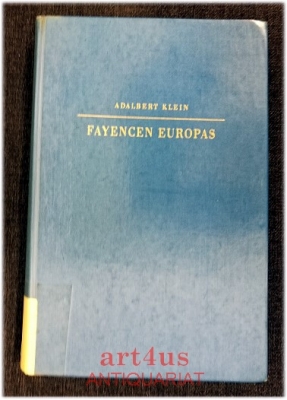 ADALBERT KLEIN
FAYENCEN EUROPAS
art4us
ANTIQUARIAT